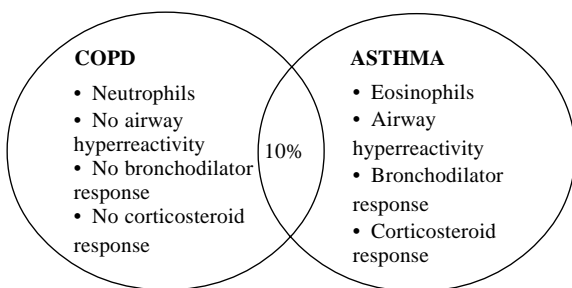 COPD
• Neutrophils
• No airway
hyperreactivity
• No bronchodilator
response
• No corticosteroid
response
10%
ASTHMA
• Eosinophils
• Airway
hyperreactivity
• Bronchodilator
response
• Corticosteroid
response